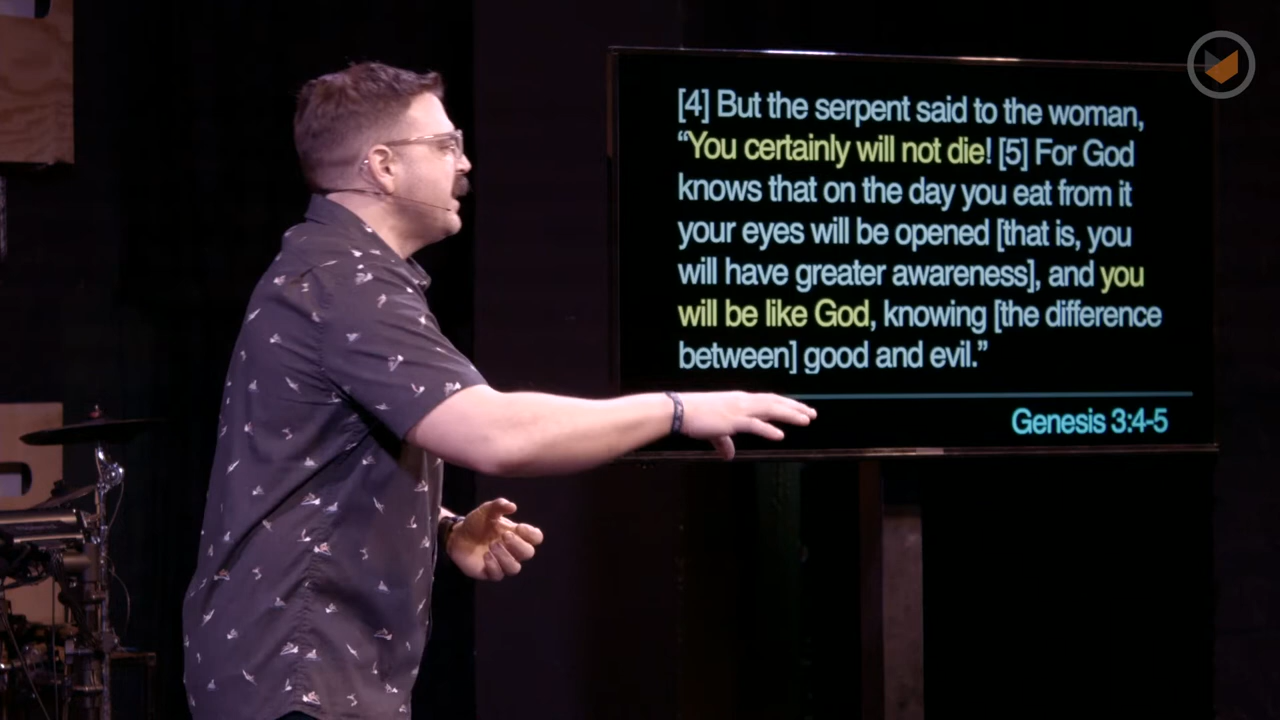 [4] But the serpent said to the woman,
“You certainly will not die! [5] For God
knows that on the day you eat from it
your eyes will be opened [that is, you
will have greater awareness], and you
will be like God, knowing [the difference
between] good and evil.”
Genesis 3:4-5